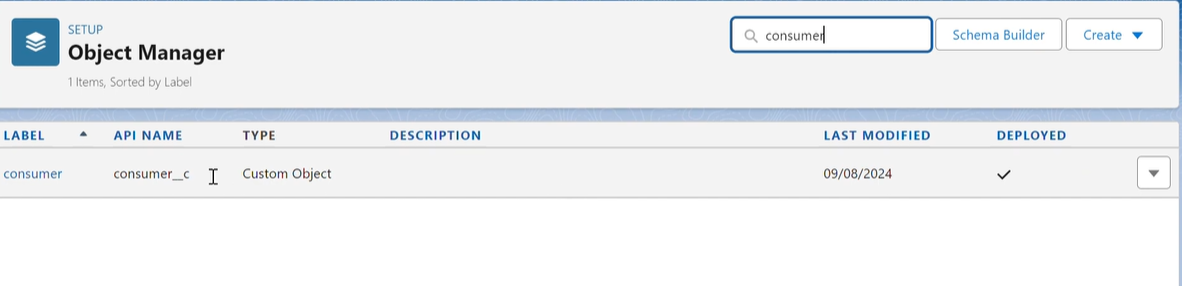 SETUP
Object Manager
1 Items, Sorted by Label
consumer
Schema Builder
Create
LABEL API NAME TYPE DESCRIPTION LAST MODIFIED DEPLOYED
consumer consumer__c Custom Object 09/08/2024